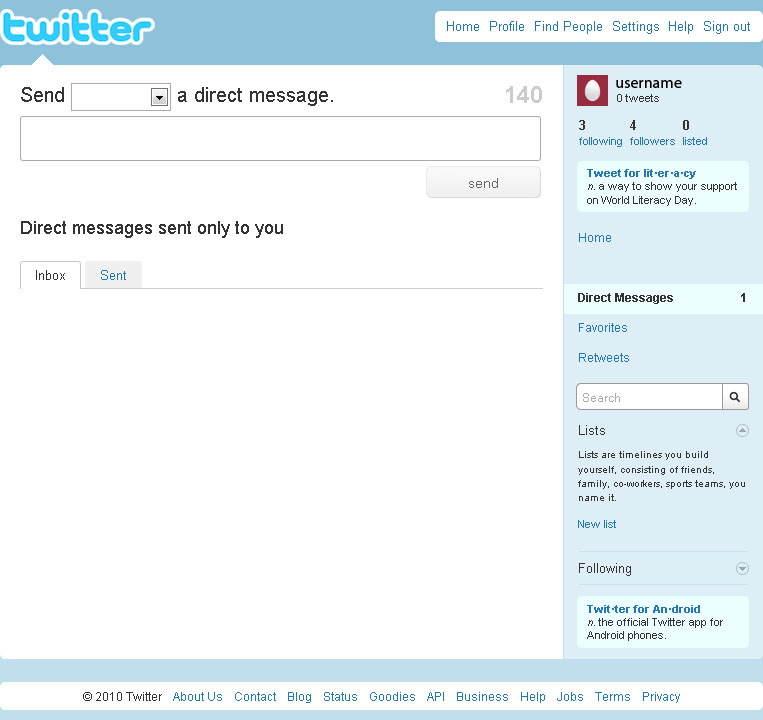 twitter
Home Profile Find People Settings Help Sign out
Send a direct message. 140
send
Direct messages sent only to you
Inbox Sent
username
0 tweets
3 4 0
following followers listed
Tweet for lit·er·a·cy
n. a way to show your support
on World Literacy Day.
Home
Direct Messages 1
Favorites
Retweets
Search
Lists
Lists are timelines you build
yourself, consisting of friends,
family, co-workers, sports teams, you
name it.
New list
Following
Twit·ter for An·droid
n. the official Twitter app for
Android phones.
© 2010 Twitter About Us Contact Blog Status Goodies API Business Help Jobs Terms Privacy